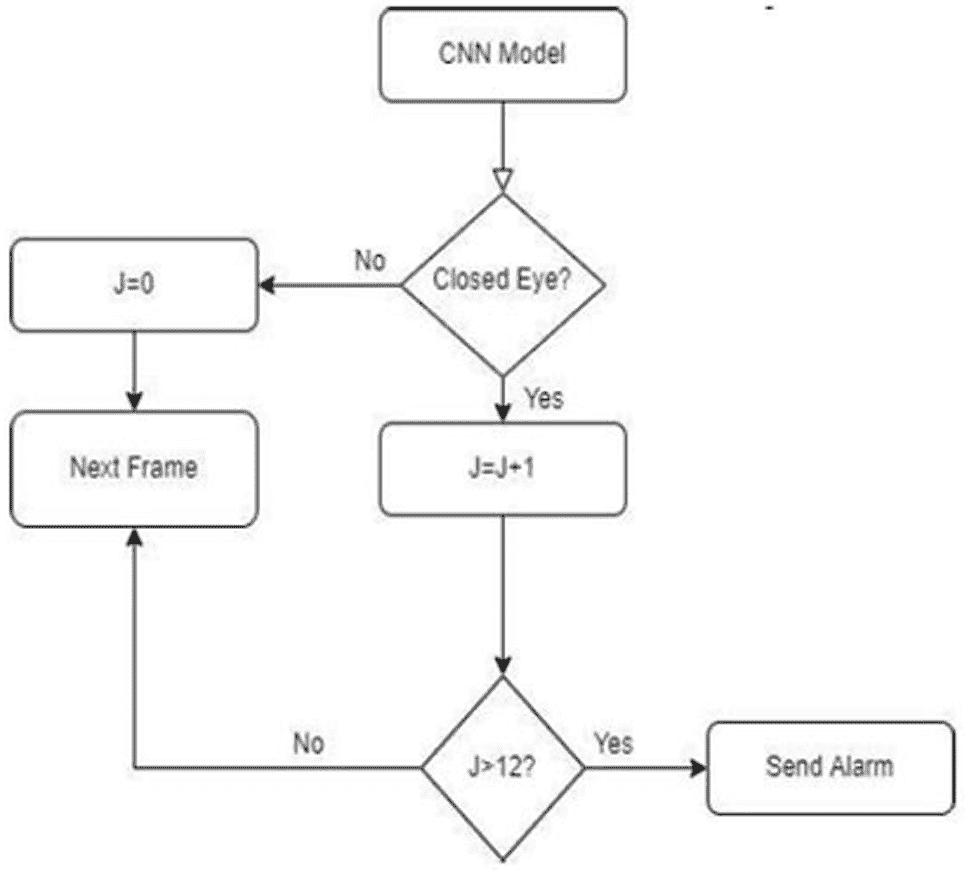 CNN Model
Closed Eye?
No
J=0
Yes
Next Frame
J=J+1
No
J>12?
Yes
Send Alarm